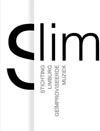 Slim
STICHTING
LIMBURG
GEÏMPROVISEERDE
MUZIEK